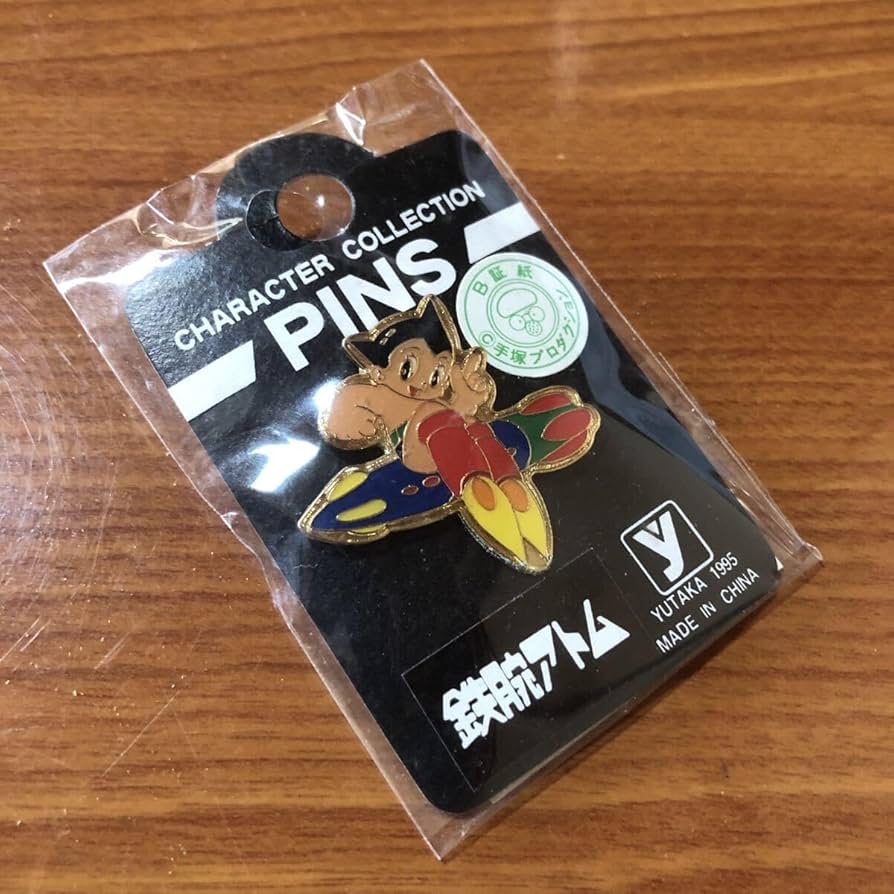 CHARACTER COLLECTION
PINS
B証紙
©手塚プロダクション
y
YUTAKA 1995
MADE IN CHINA
鉄腕アトム